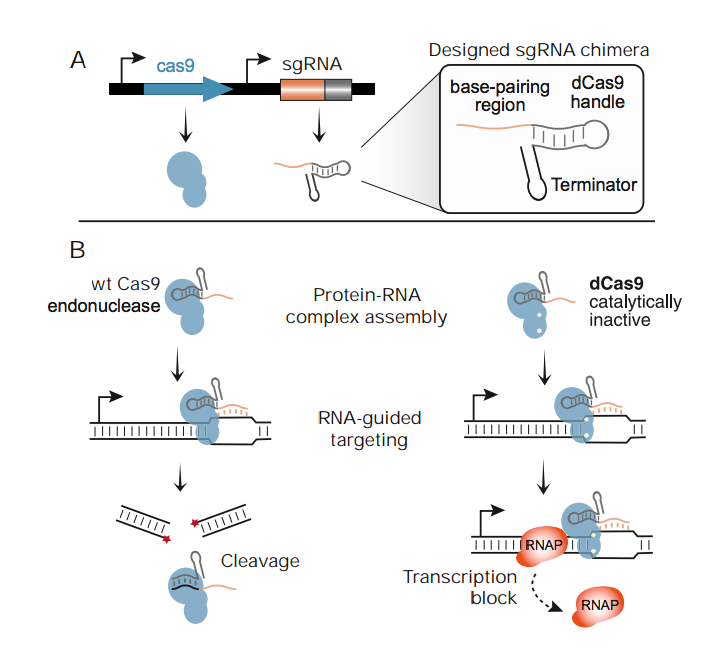 A
cas9
sgRNA
Designed sgRNA chimera
base-pairing
region
dCas9
handle
Terminator
B
wt Cas9
endonuclease
Protein-RNA
complex assembly
dCas9
catalytically
inactive
RNA-guided
targeting
Cleavage
RNAP
Transcription
block
RNAP